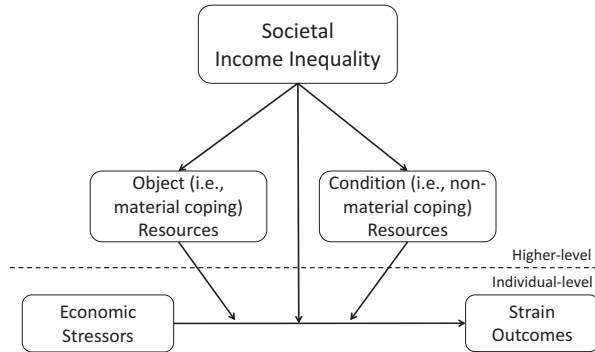 Societal
Income Inequality
Object (i.e.,
material coping)
Resources
Condition (i.e., non-
material coping)
Resources
Higher-level
Individual-level
Economic
Stressors
Strain
Outcomes